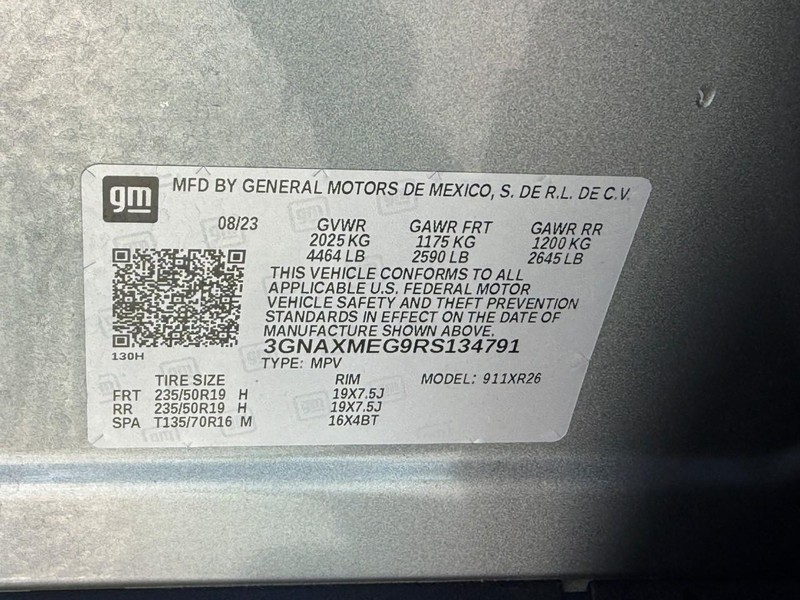 gm MFD BY GENERAL MOTORS DE MEXICO, S. DE R.L. DE C.V.
08/23 GVWR GAWR FRT GAWR RR
2025 KG 1175 KG 1200 KG
4464 LB 2590 LB 2645 LB
THIS VEHICLE CONFORMS TO ALL
APPLICABLE U.S. FEDERAL MOTOR
VEHICLE SAFETY AND THEFT PREVENTION
STANDARDS IN EFFECT ON THE DATE OF
MANUFACTURE SHOWN ABOVE.
130H 3GNAXMEG9RS134791
TYPE: MPV
TIRE SIZE RIM MODEL: 911XR26
FRT 235/50R19 H 19X7.5J
RR 235/50R19 H 19X7.5J
SPA T135/70R16 M 16X4BT